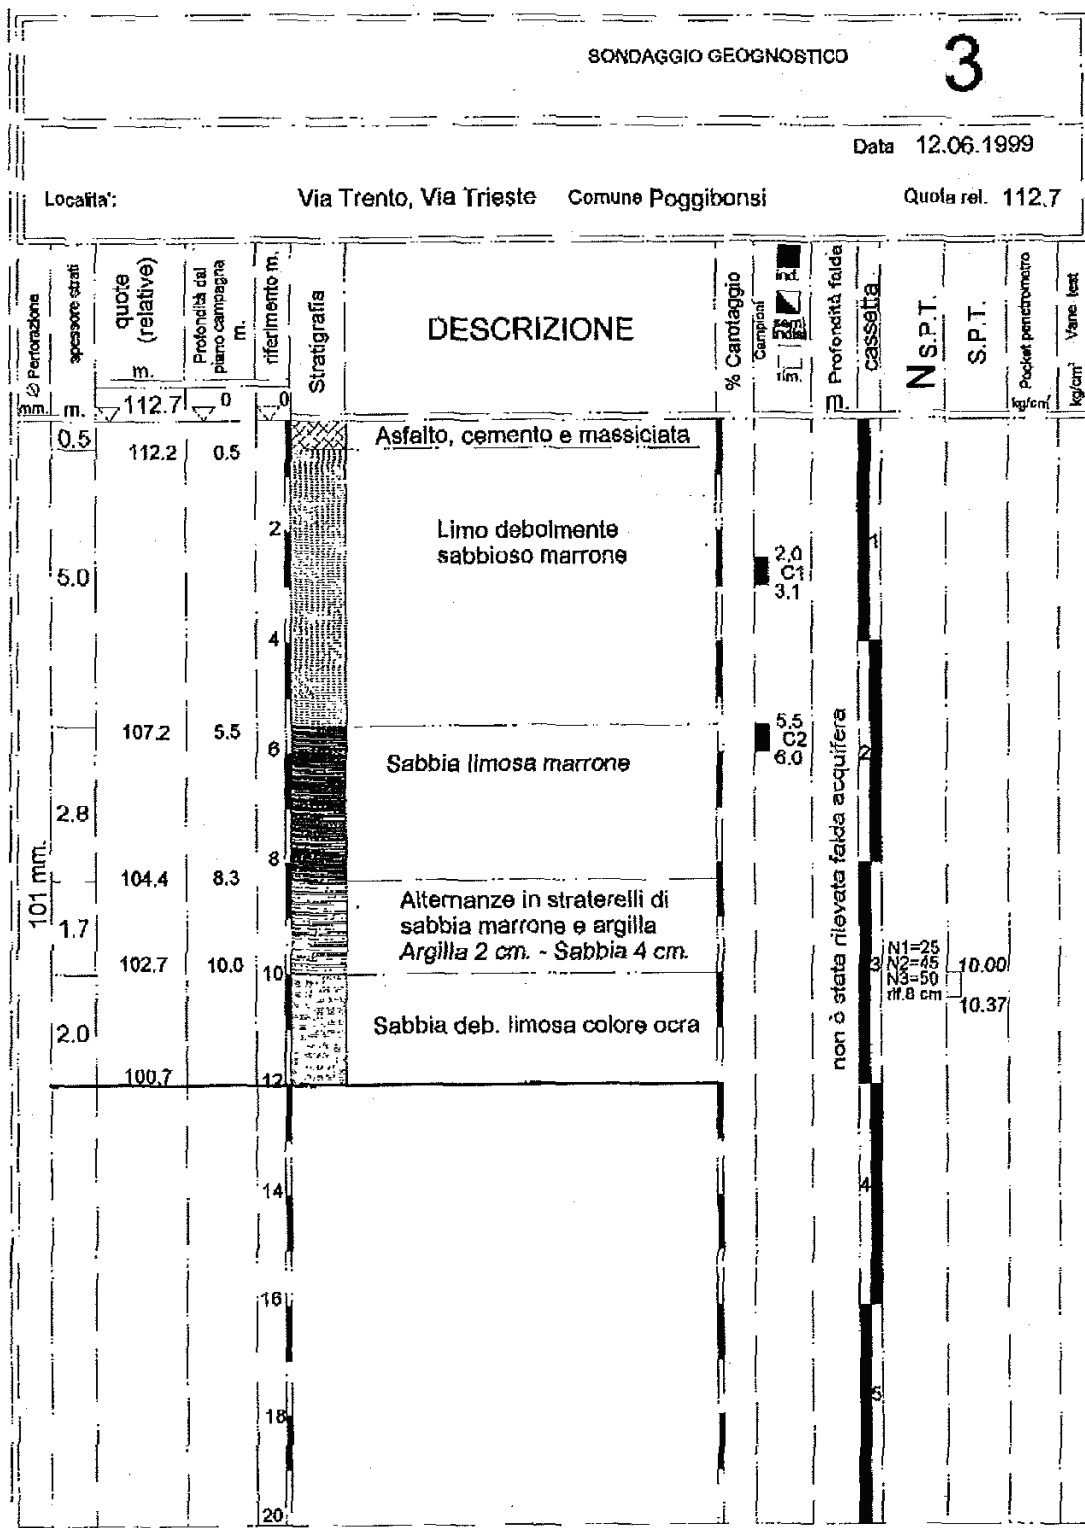 SONDAGGIO GEOGNOSTICO
3
Data 12.06.1999
Localita':
Via Trento, Via Trieste Comune Poggibonsi
Quota rel. 112.7
Ø Perforazione
mm.
spessore strati
m.
quote
(relative)
m.
112.7
Profondità dal
piano campagna
m.
0
riferimento m.
0
Stratigrafia
DESCRIZIONE
% Carotaggio
Campioni
ind.
rim.
m. Profondità falda
cassetta
N S.P.T.
S.P.T.
Pocket penetrometro
kg/cm²
Vane test
kg/cm²
0.5
112.2 0.5
Asfalto, cemento e massiciata
2
Limo debolmente
sabbioso marrone
1
2,0
C1
3.1
5.0
4
107.2 5.5
5.5
C2
6.0
6
Sabbia limosa marrone
2
2.8
8
104.4 8.3
101 mm.
Alternanze in straterelli di
sabbia marrone e argilla
Argilla 2 cm. - Sabbia 4 cm.
1.7
102.7 10.0
10
non è stata rilevata falda acquifera
3
N1=25
N2=45
N3=50
rif.8 cm
10.00
10.37
2.0
Sabbia deb. limosa colore ocra
100.7
12
14
4
16
18
5
20